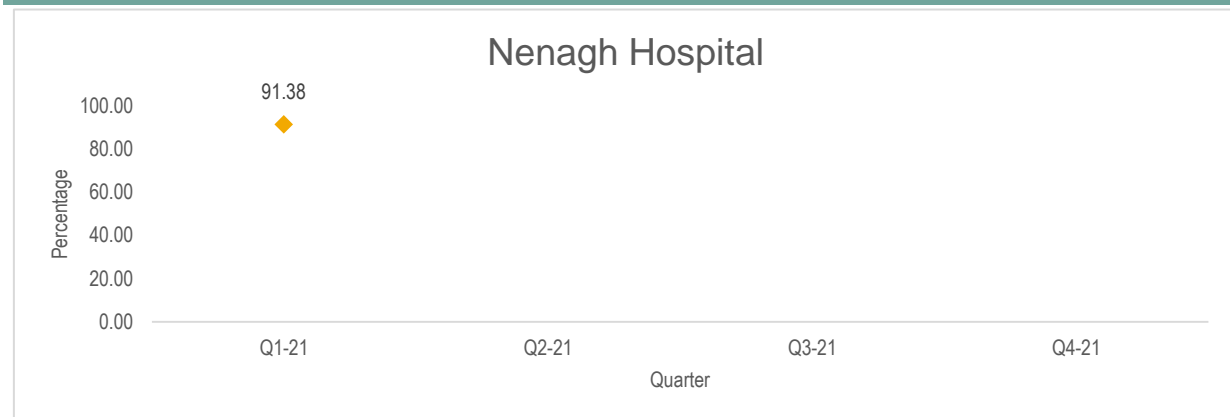 Nenagh Hospital
91.38
100.00
80.00
60.00
40.00
20.00
0.00
Percentage
Q1-21 Q2-21 Q3-21 Q4-21
Quarter